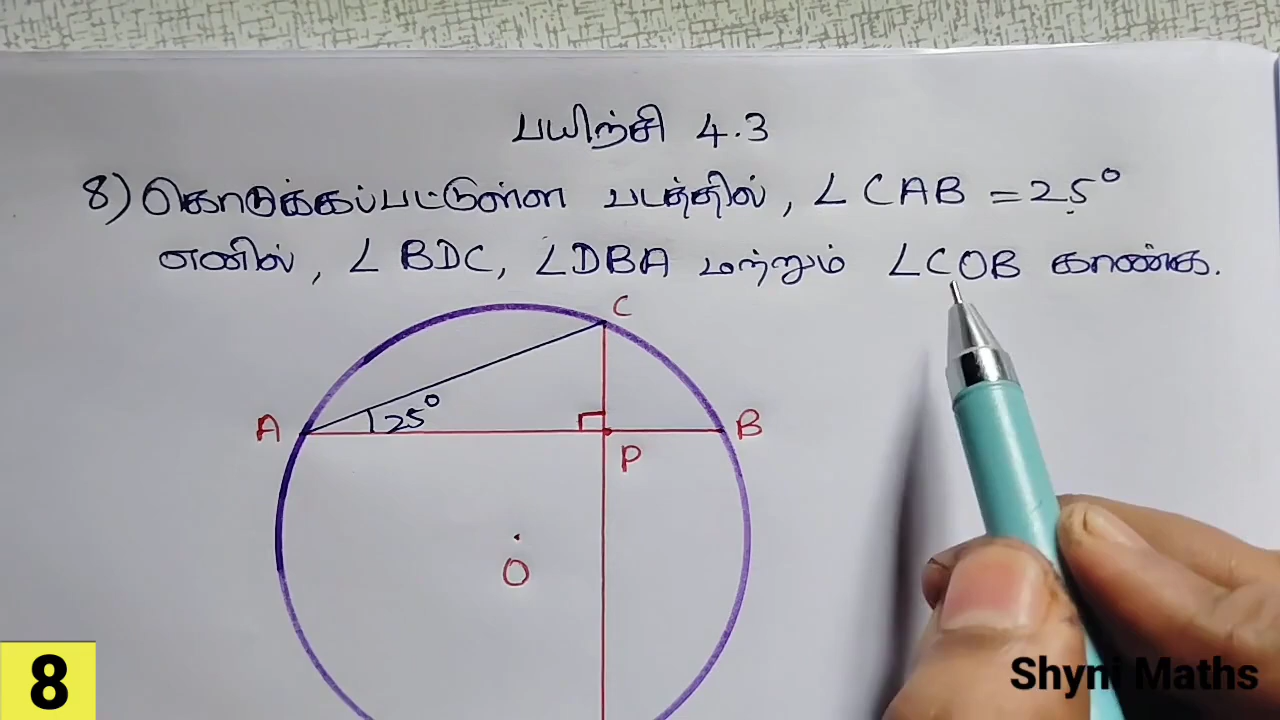 பயிற்சி 4.3
8) கொடுக்கப்பட்டுள்ள படத்தில், ∠CAB = 25°
எனில், ∠BDC, ∠DBA மற்றும் ∠COB காண்க.
C
A 25° B
P
O
8
Shyni Maths